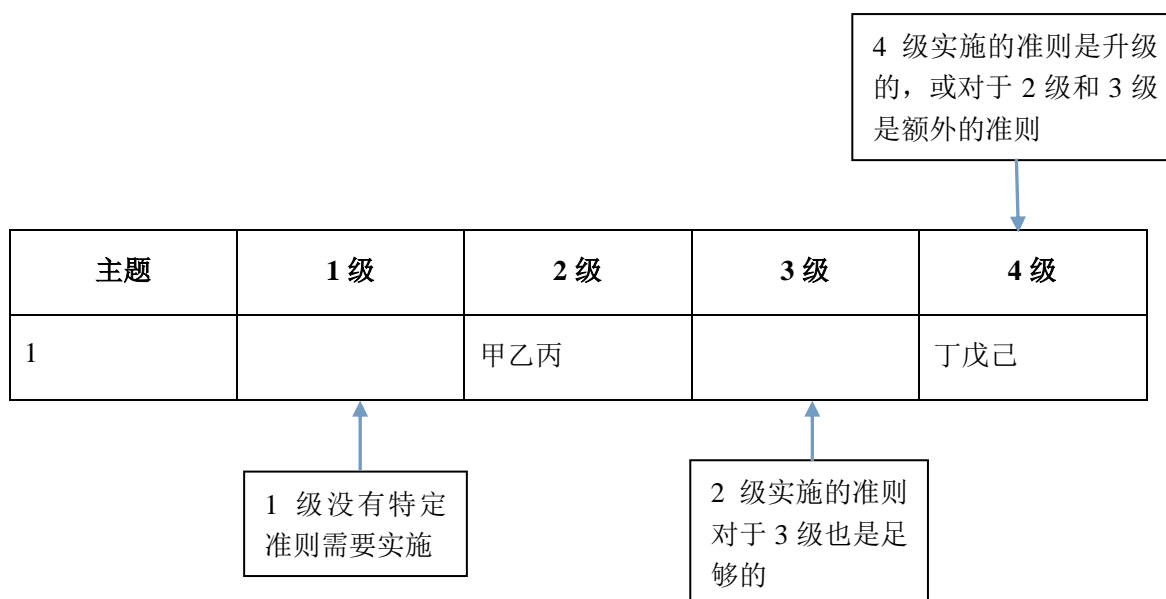 4 级实施的准则是升级
的，或对于 2 级和 3 级
是额外的准则
主题 1 级 2 级 3 级 4 级
1 甲乙丙 丁戊己
1 级没有特定
准则需要实施
2 级实施的准则
对于 3 级也是足
够的